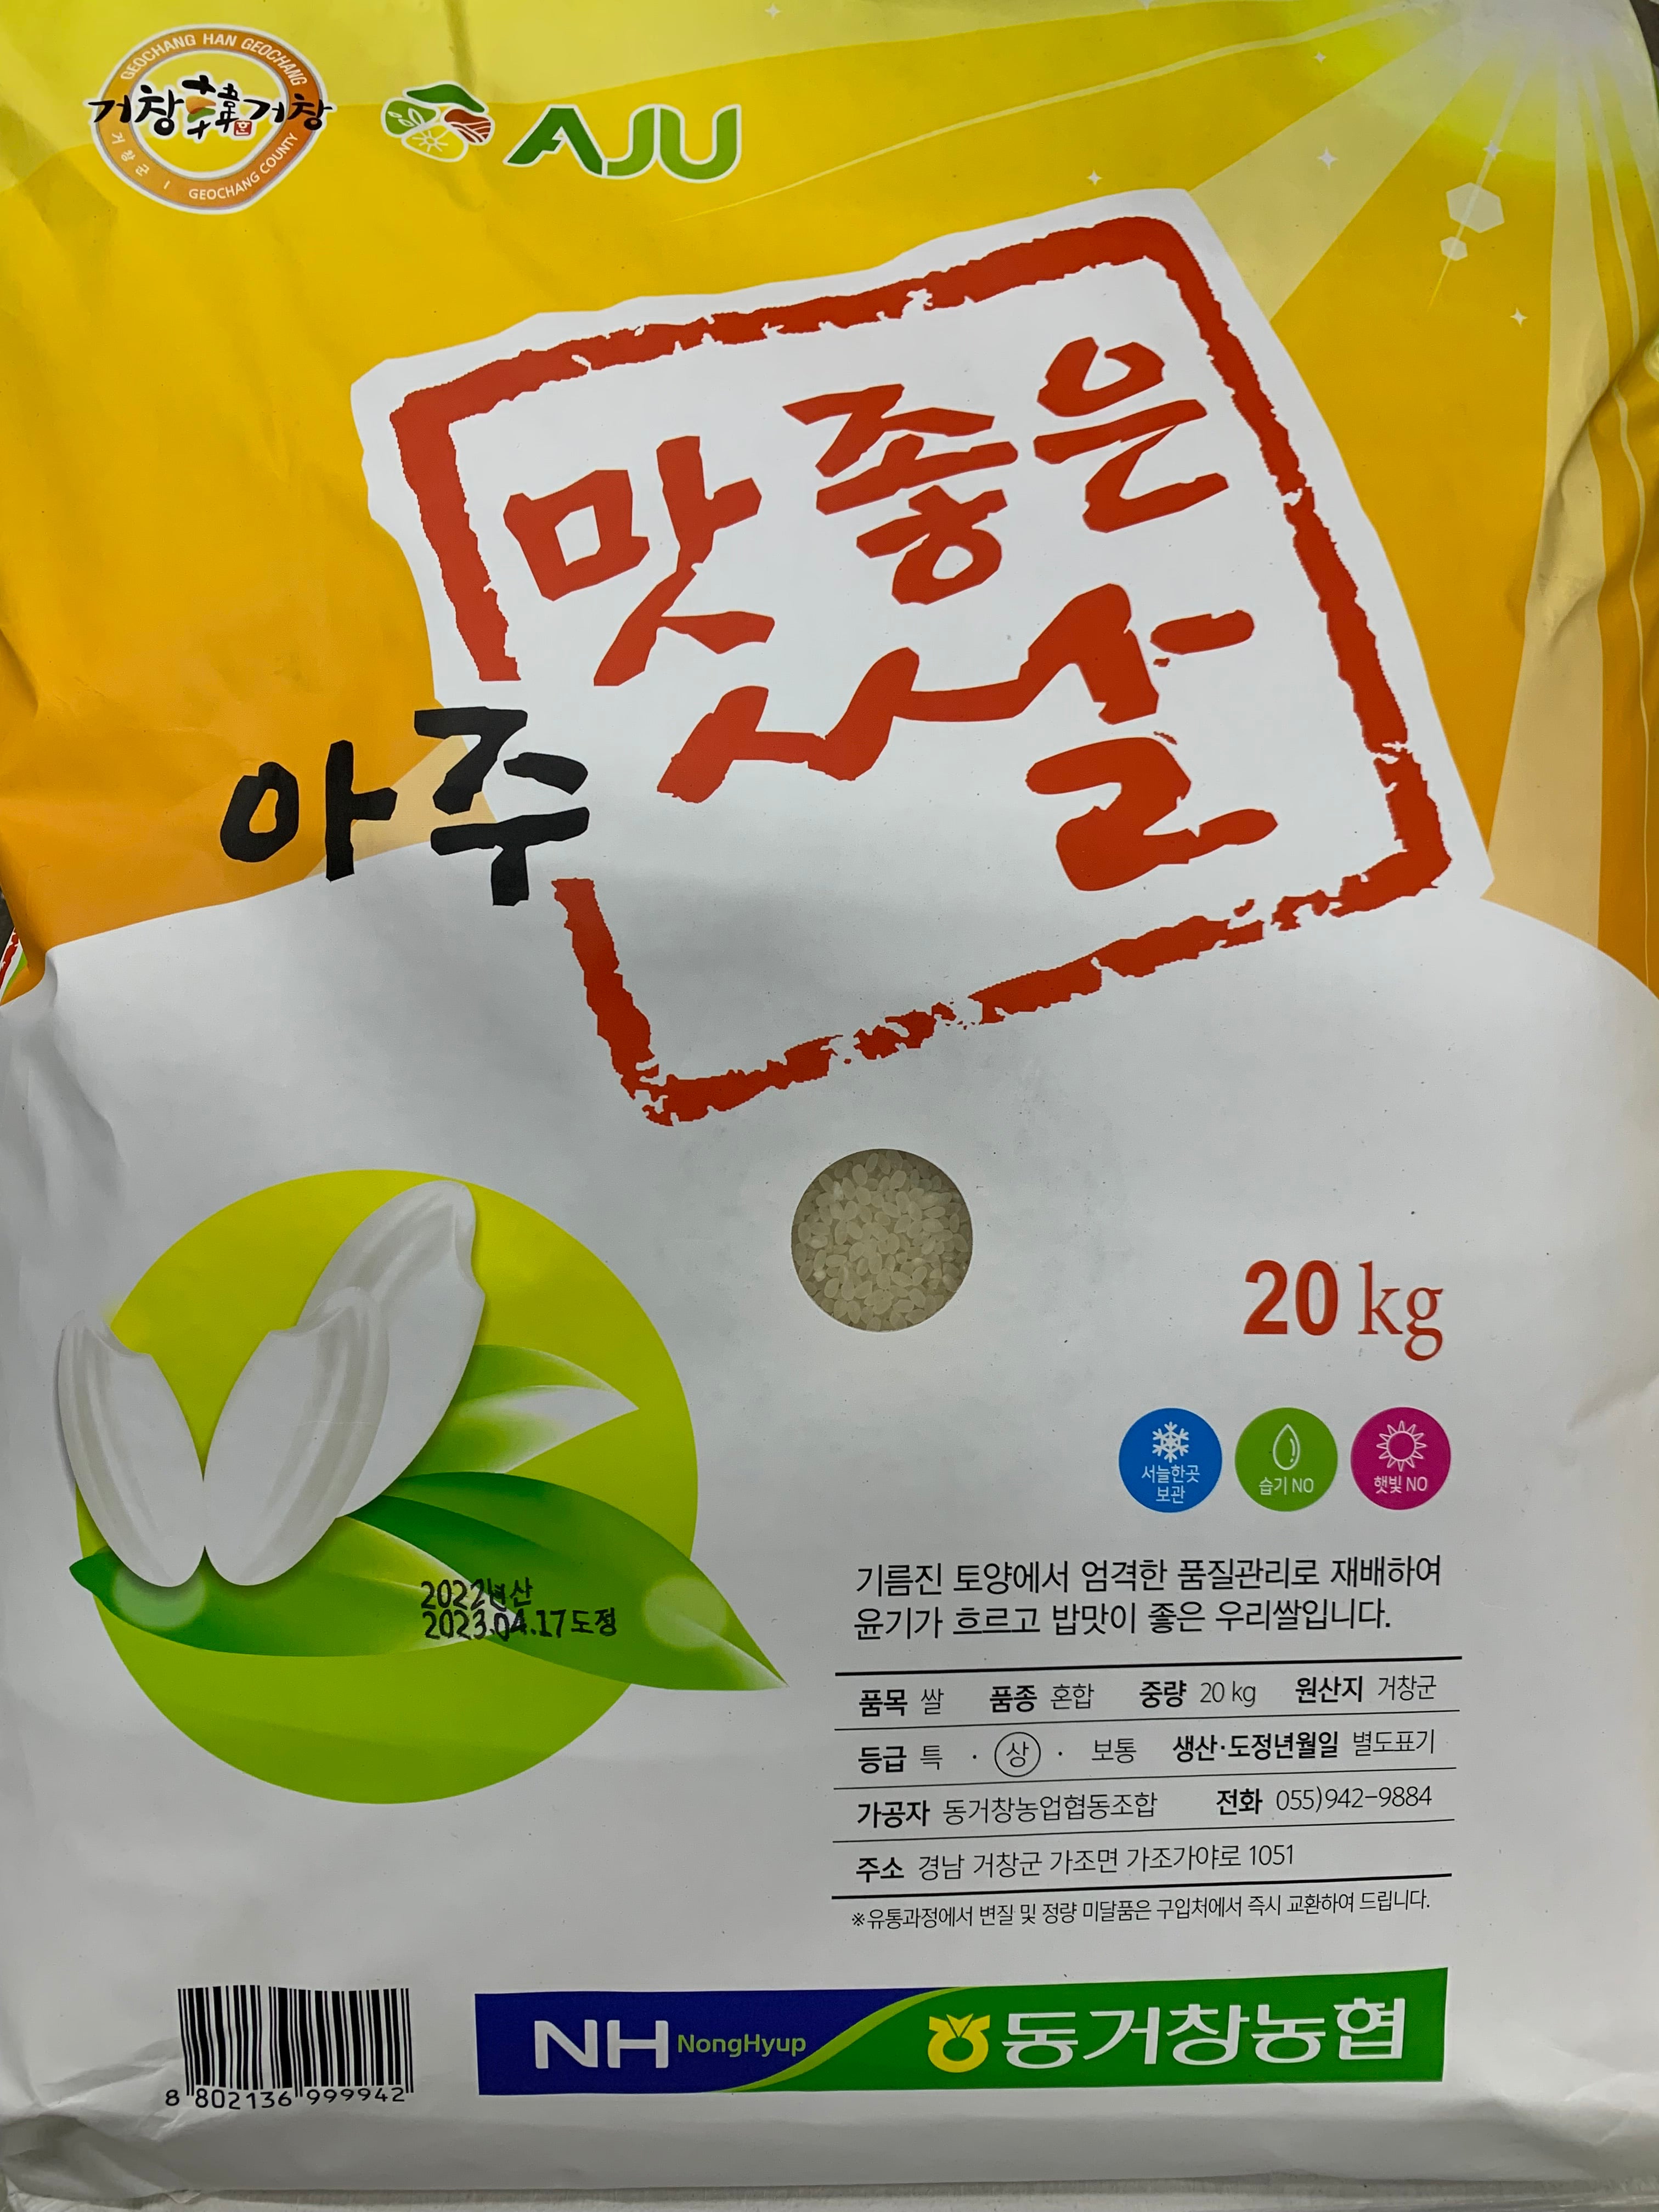 GEOCHANG HAN GEOCHANG
거창韓거창
한
거창군 | GEOCHANG COUNTY
AJU
맛좋은
쌀
아주
20 kg
서늘한곳
보관
습기 NO
햇빛 NO
2022년산
2023.04.17도정
기름진 토양에서 엄격한 품질관리로 재배하여
윤기가 흐르고 밥맛이 좋은 우리쌀입니다.
품목 쌀 품종 혼합 중량 20 kg 원산지 거창군
등급 특 · 상 · 보통 생산·도정년월일 별도표기
가공자 동거창농업협동조합 전화 055)942-9884
주소 경남 거창군 가조면 가조가야로 1051
※유통과정에서 변질 및 정량 미달품은 구입처에서 즉시 교환하여 드립니다.
8 802136 999942
NH NongHyup 동거창농협